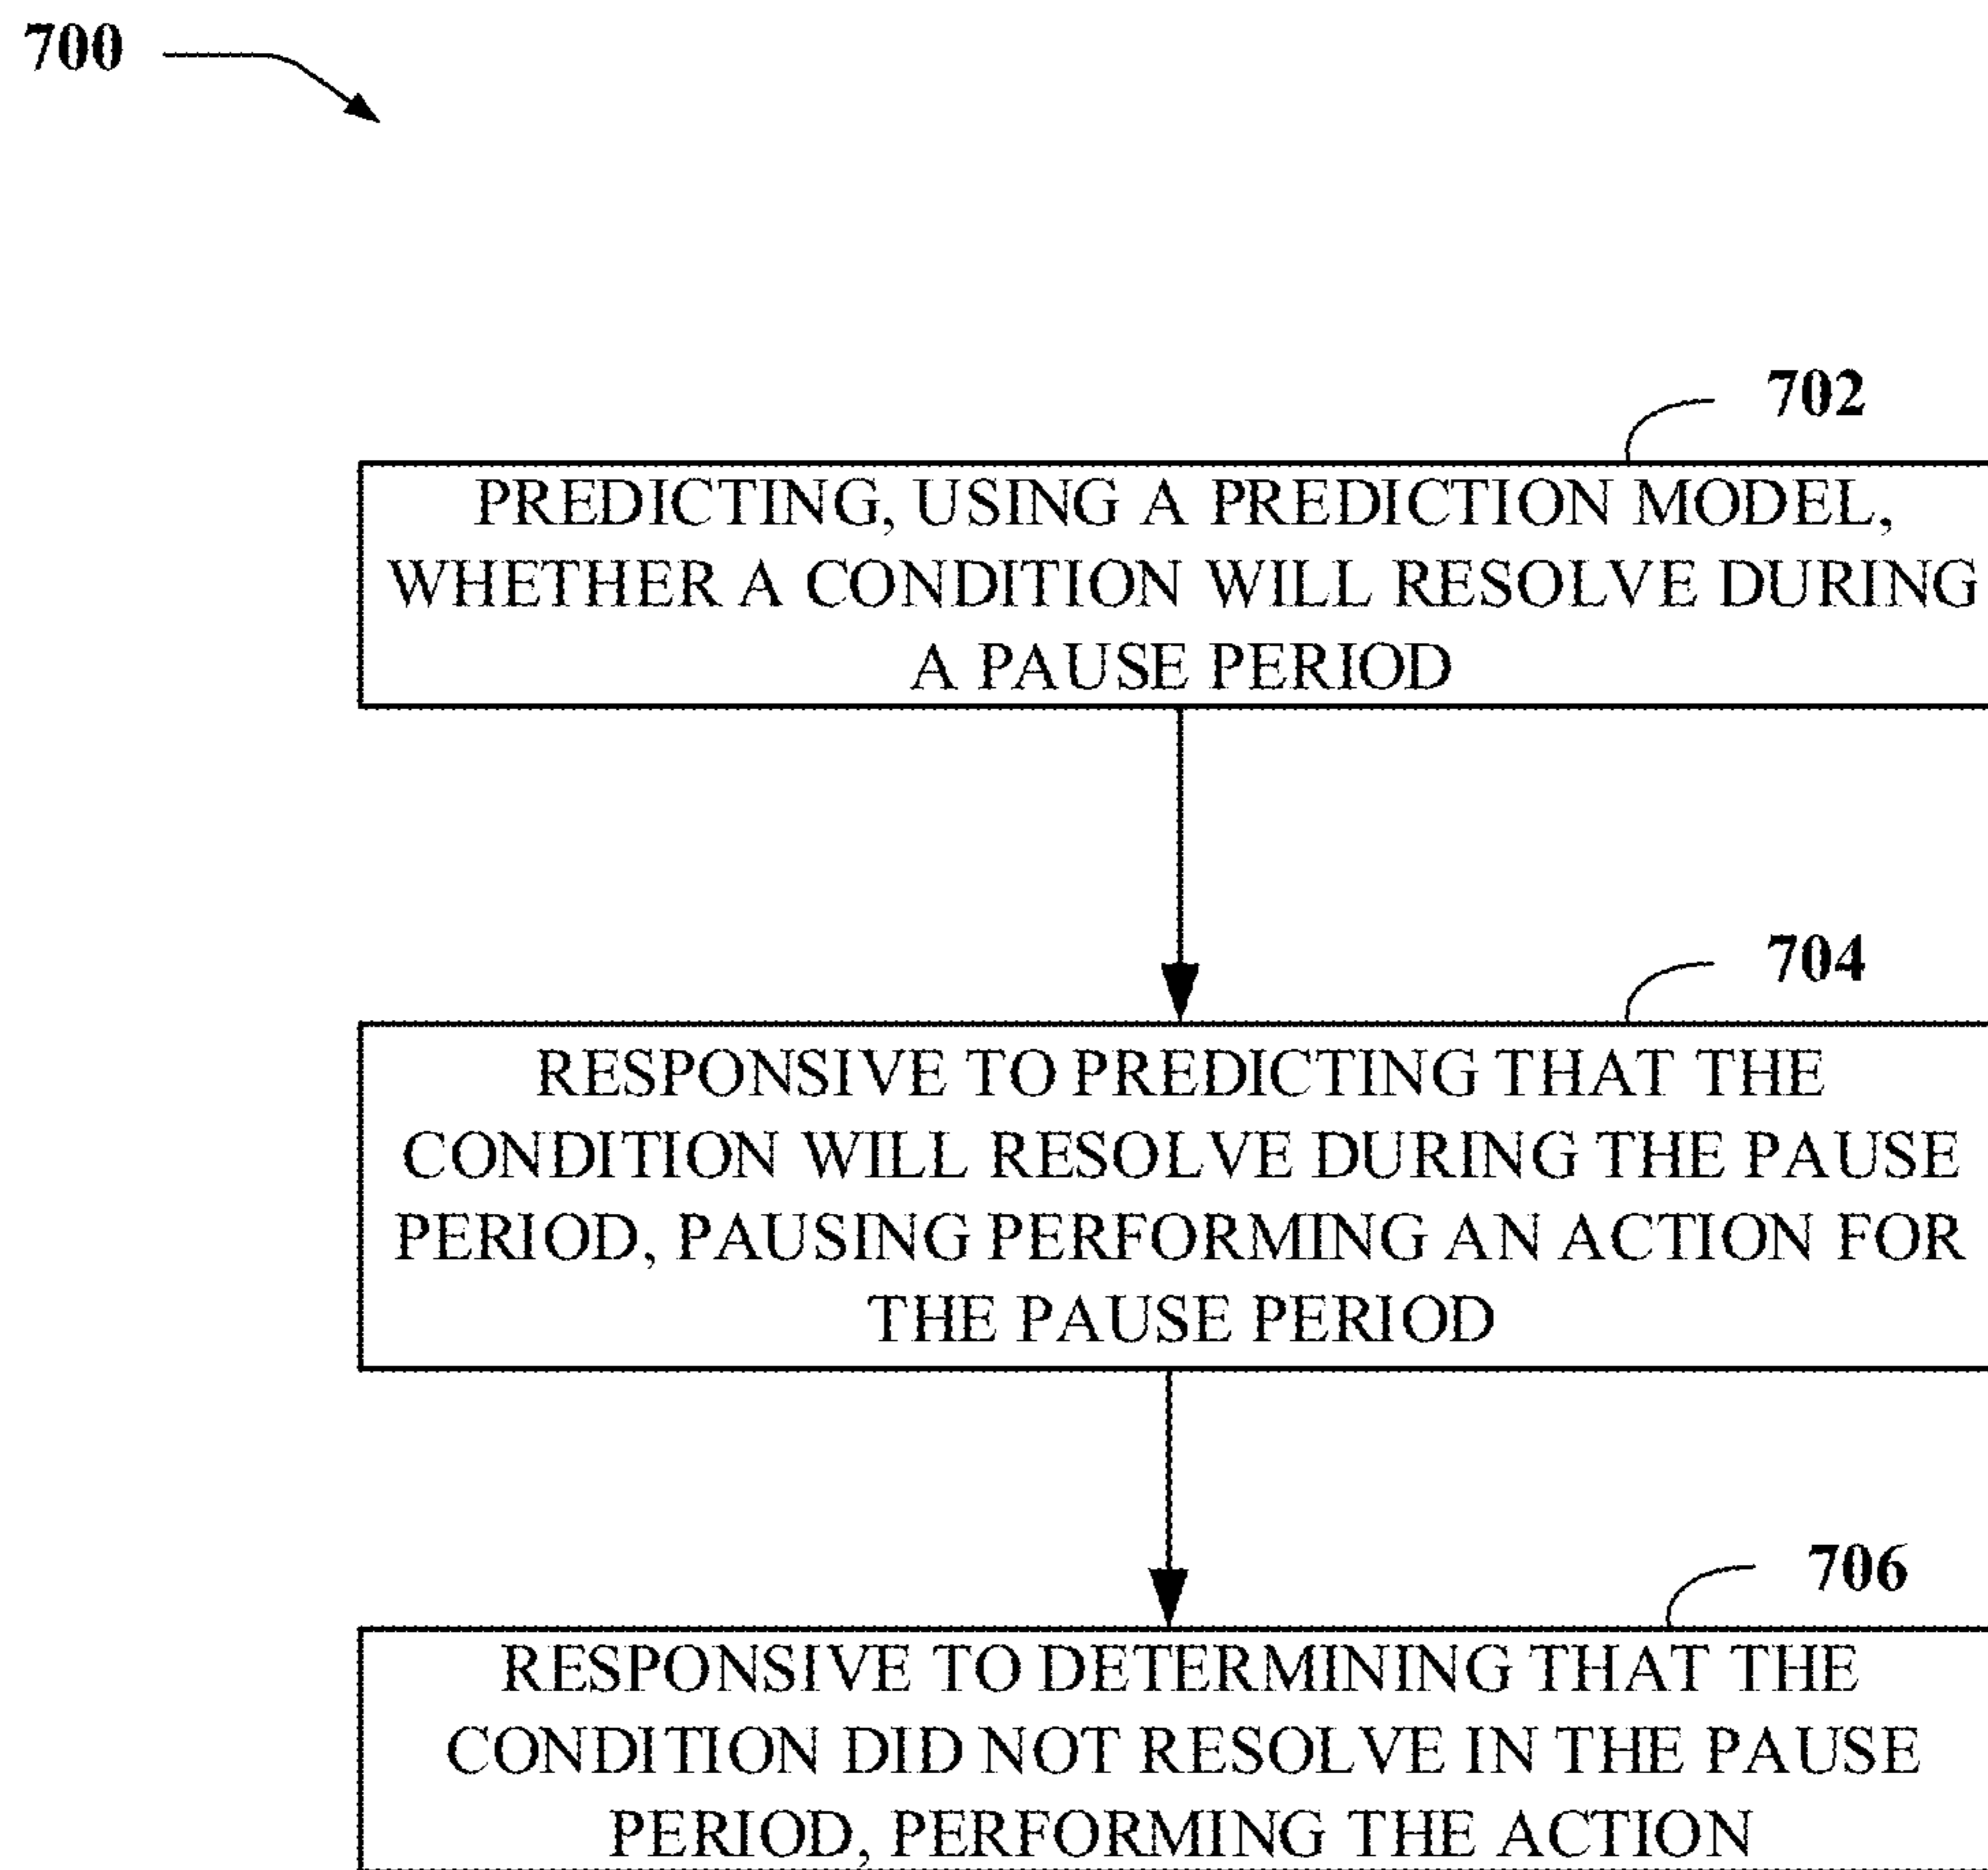 700
702
PREDICTING, USING A PREDICTION MODEL,
WHETHER A CONDITION WILL RESOLVE DURING
A PAUSE PERIOD
704
RESPONSIVE TO PREDICTING THAT THE
CONDITION WILL RESOLVE DURING THE PAUSE
PERIOD, PAUSING PERFORMING AN ACTION FOR
THE PAUSE PERIOD
706
RESPONSIVE TO DETERMINING THAT THE
CONDITION DID NOT RESOLVE IN THE PAUSE
PERIOD, PERFORMING THE ACTION